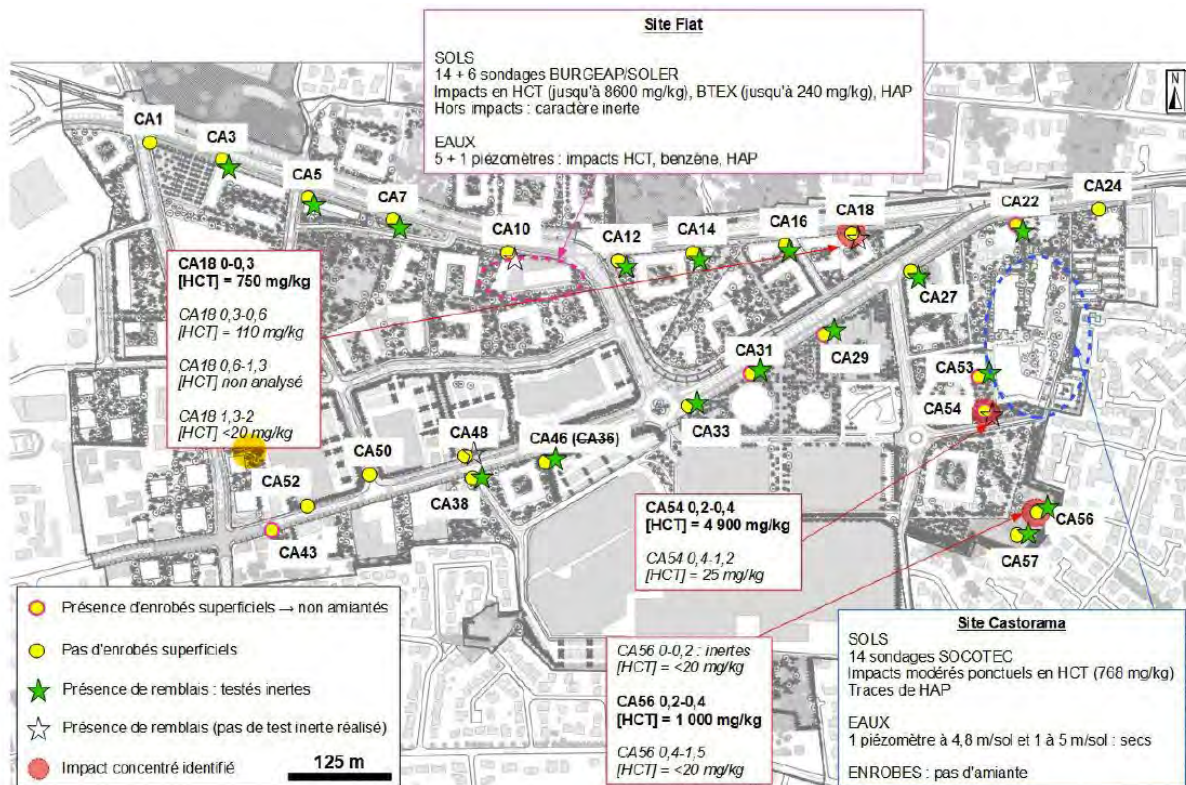 Site Fiat
SOLS
14 + 6 sondages BURGEAP/SOLER
Impacts en HCT (jusqu'à 8600 mg/kg), BTEX (jusqu'à 240 mg/kg), HAP
Hors impacts : caractère inerte
EAUX
5 + 1 piézomètres : impacts HCT, benzène, HAP
N
CA1
CA3
CA5
CA7
CA10
CA12
CA14
CA16
CA18
CA22
CA24
CA27
CA29
CA31
CA33
CA53
CA54
CA18 0-0,3
[HCT] = 750 mg/kg
CA18 0,3-0,6
[HCT] = 110 mg/kg
CA18 0,6-1,3
[HCT] non analysé
CA18 1,3-2
[HCT] <20 mg/kg
CA48
CA46 (CA36)
CA50
CA52
CA38
CA43
CA56
CA57
CA54 0,2-0,4
[HCT] = 4 900 mg/kg
CA54 0,4-1,2
[HCT] = 25 mg/kg
CA56 0-0,2 : inertes
[HCT] = <20 mg/kg
CA56 0,2-0,4
[HCT] = 1 000 mg/kg
CA56 0,4-1,5
[HCT] = <20 mg/kg
Site Castorama
SOLS
14 sondages SOCOTEC
Impacts modérés ponctuels en HCT (768 mg/kg)
Traces de HAP
EAUX
1 piézomètre à 4,8 m/sol et 1 à 5 m/sol : secs
ENROBES : pas d'amiante
Présence d'enrobés superficiels → non amiantés
Pas d'enrobés superficiels
Présence de remblais : testés inertes
Présence de remblais (pas de test inerte réalisé)
Impact concentré identifié
125 m